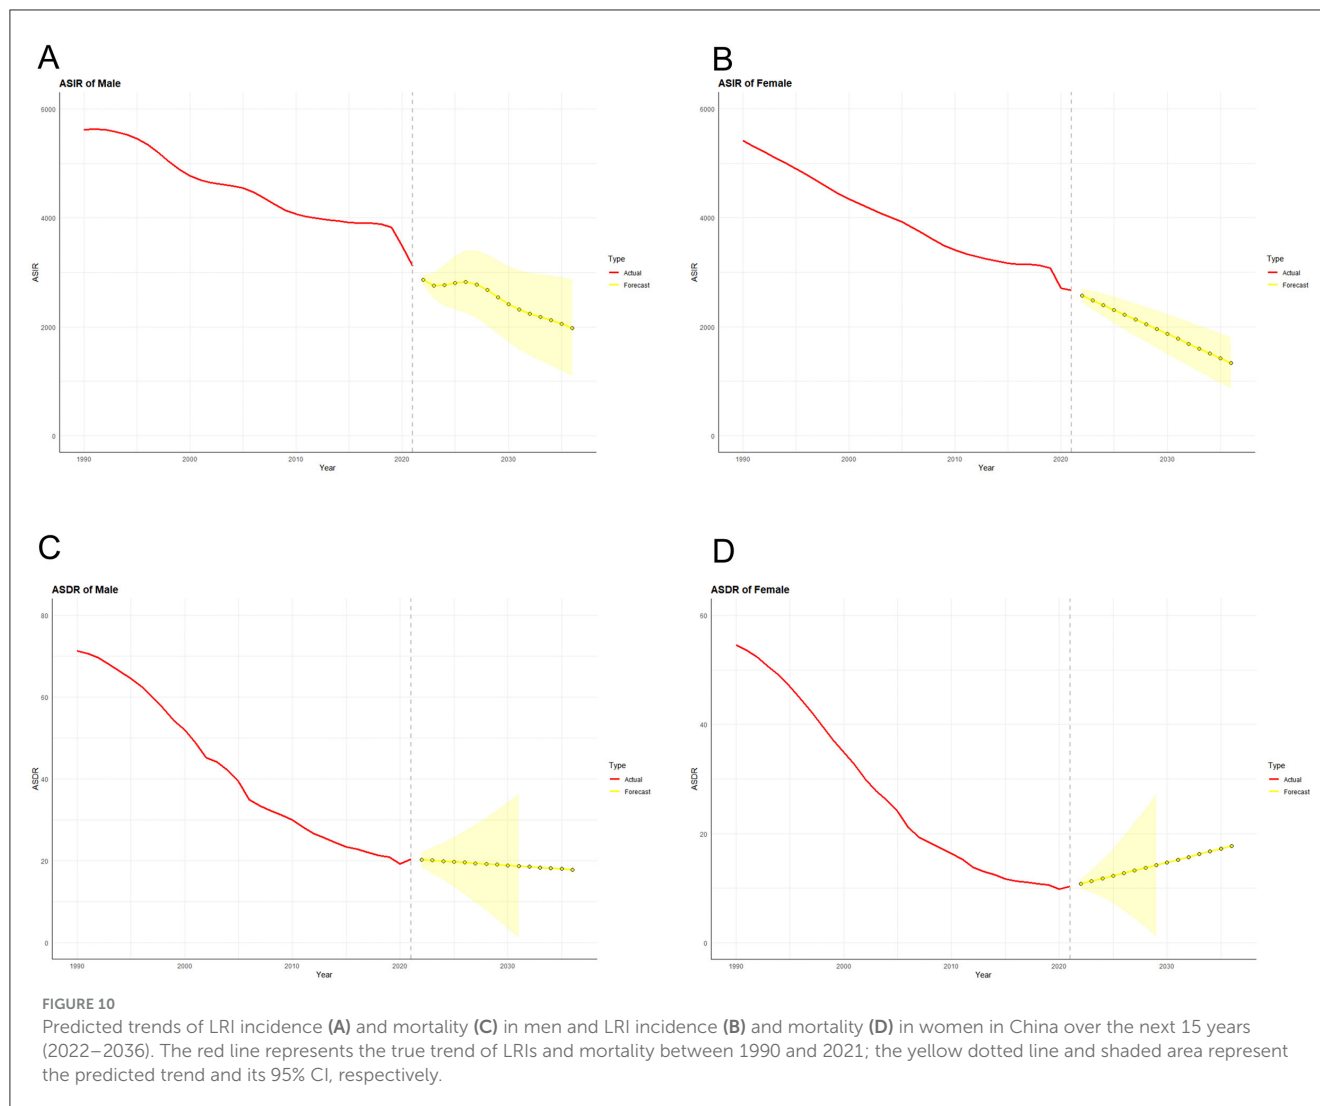 A
ASIR of Male
6000
4000
2000
0
ASIR
1990
2000
2010
2020
2030
Year
Type
Actual
Forecast
B
ASIR of Female
6000
4000
2000
0
ASIR
1990
2000
2010
2020
2030
Year
Type
Actual
Forecast
C
ASDR of Male
80
60
40
20
0
ASDR
1990
2000
2010
2020
2030
Year
Type
Actual
Forecast
D
ASDR of Female
60
40
20
0
ASDR
1990
2000
2010
2020
2030
Year
Type
Actual
Forecast
FIGURE 10
Predicted trends of LRI incidence (A) and mortality (C) in men and LRI incidence (B) and mortality (D) in women in China over the next 15 years
(2022–2036). The red line represents the true trend of LRIs and mortality between 1990 and 2021; the yellow dotted line and shaded area represent
the predicted trend and its 95% CI, respectively.